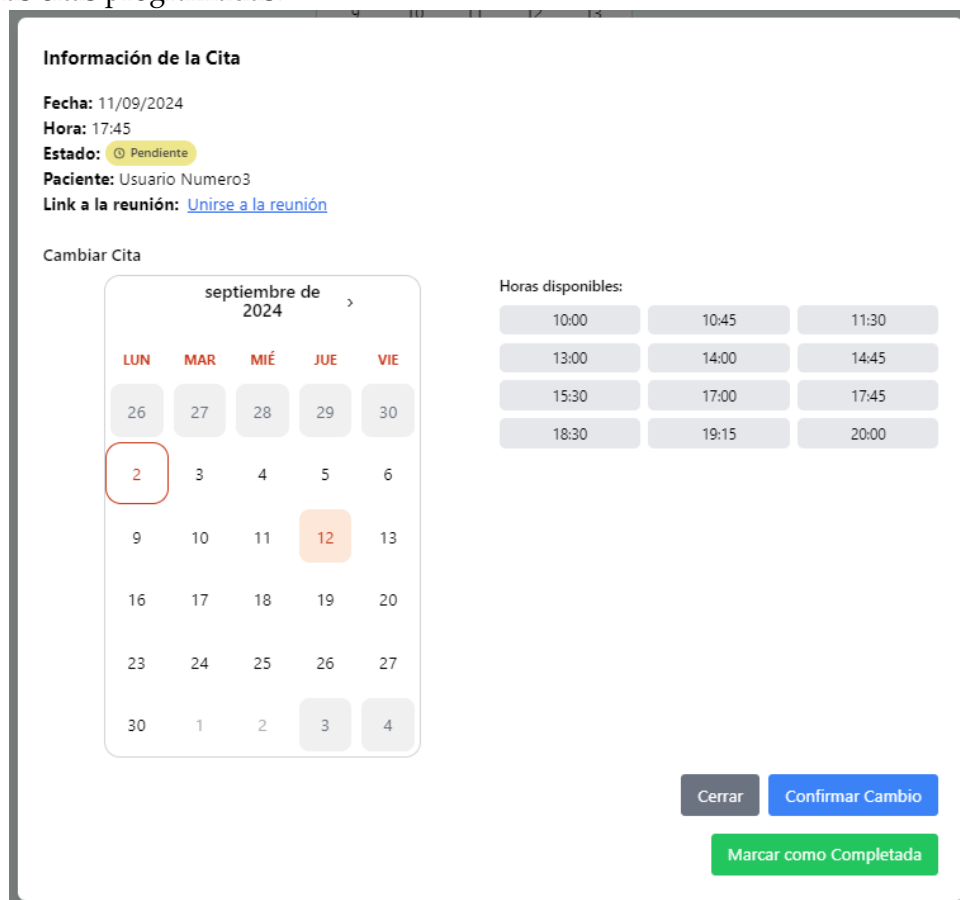 Información de la Cita
Fecha: 11/09/2024
Hora: 17:45
Estado: Pendiente
Paciente: Usuario Numero3
Link a la reunión: Unirse a la reunión
Cambiar Cita
septiembre de
2024 ›
LUN MAR MIÉ JUE VIE
26 27 28 29 30
2 3 4 5 6
9 10 11 12 13
16 17 18 19 20
23 24 25 26 27
30 1 2 3 4
Horas disponibles:
10:00 10:45 11:30
13:00 14:00 14:45
15:30 17:00 17:45
18:30 19:15 20:00
Cerrar Confirmar Cambio
Marcar como Completada